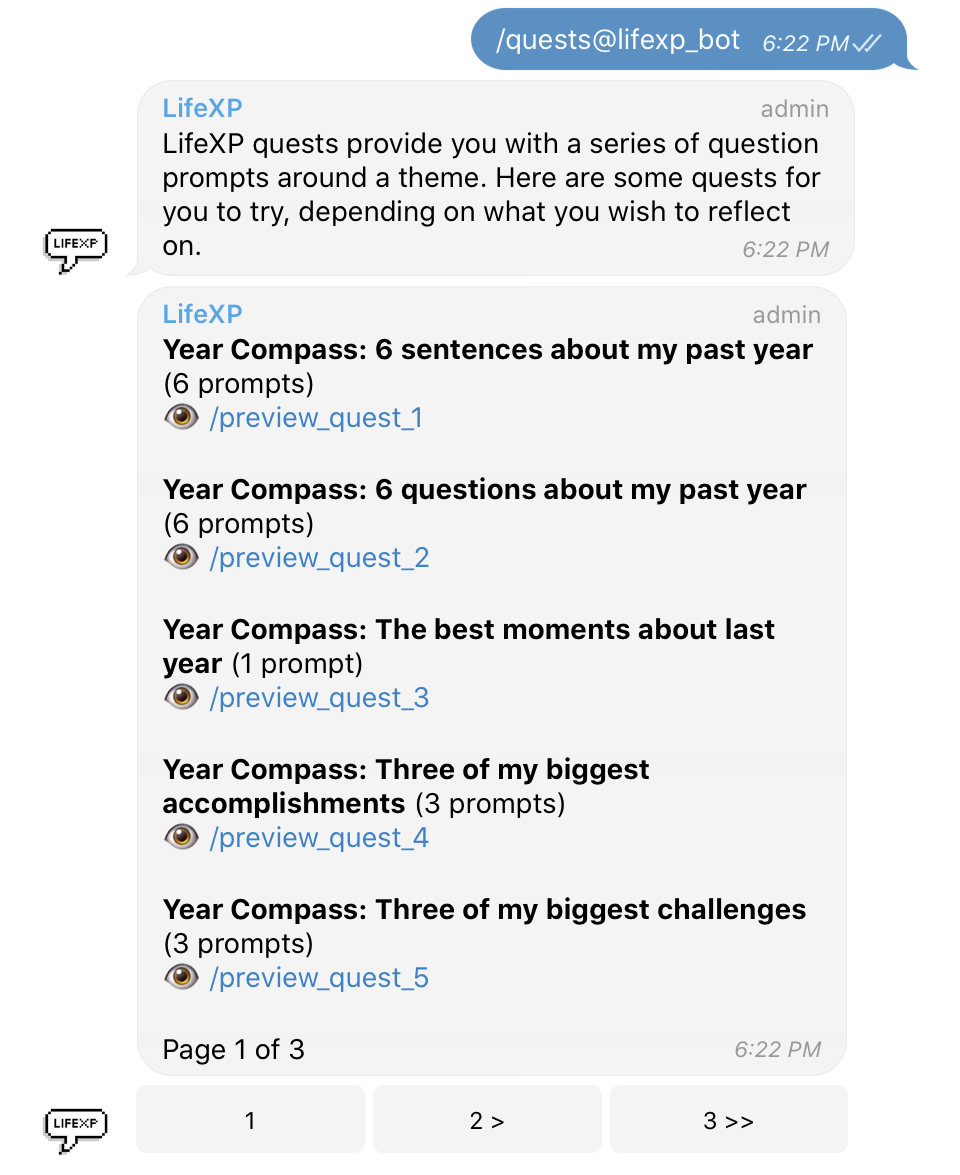 /quests@lifexp_bot 6:22 PM
LifeXP admin
LifeXP quests provide you with a series of question
prompts around a theme. Here are some quests for
you to try, depending on what you wish to reflect
on. 6:22 PM
LIFEXP
LifeXP admin
Year Compass: 6 sentences about my past year
(6 prompts)
/preview_quest_1
Year Compass: 6 questions about my past year
(6 prompts)
/preview_quest_2
Year Compass: The best moments about last
year (1 prompt)
/preview_quest_3
Year Compass: Three of my biggest
accomplishments (3 prompts)
/preview_quest_4
Year Compass: Three of my biggest challenges
(3 prompts)
/preview_quest_5
Page 1 of 3 6:22 PM
LIFEXP
1 2 > 3 >>